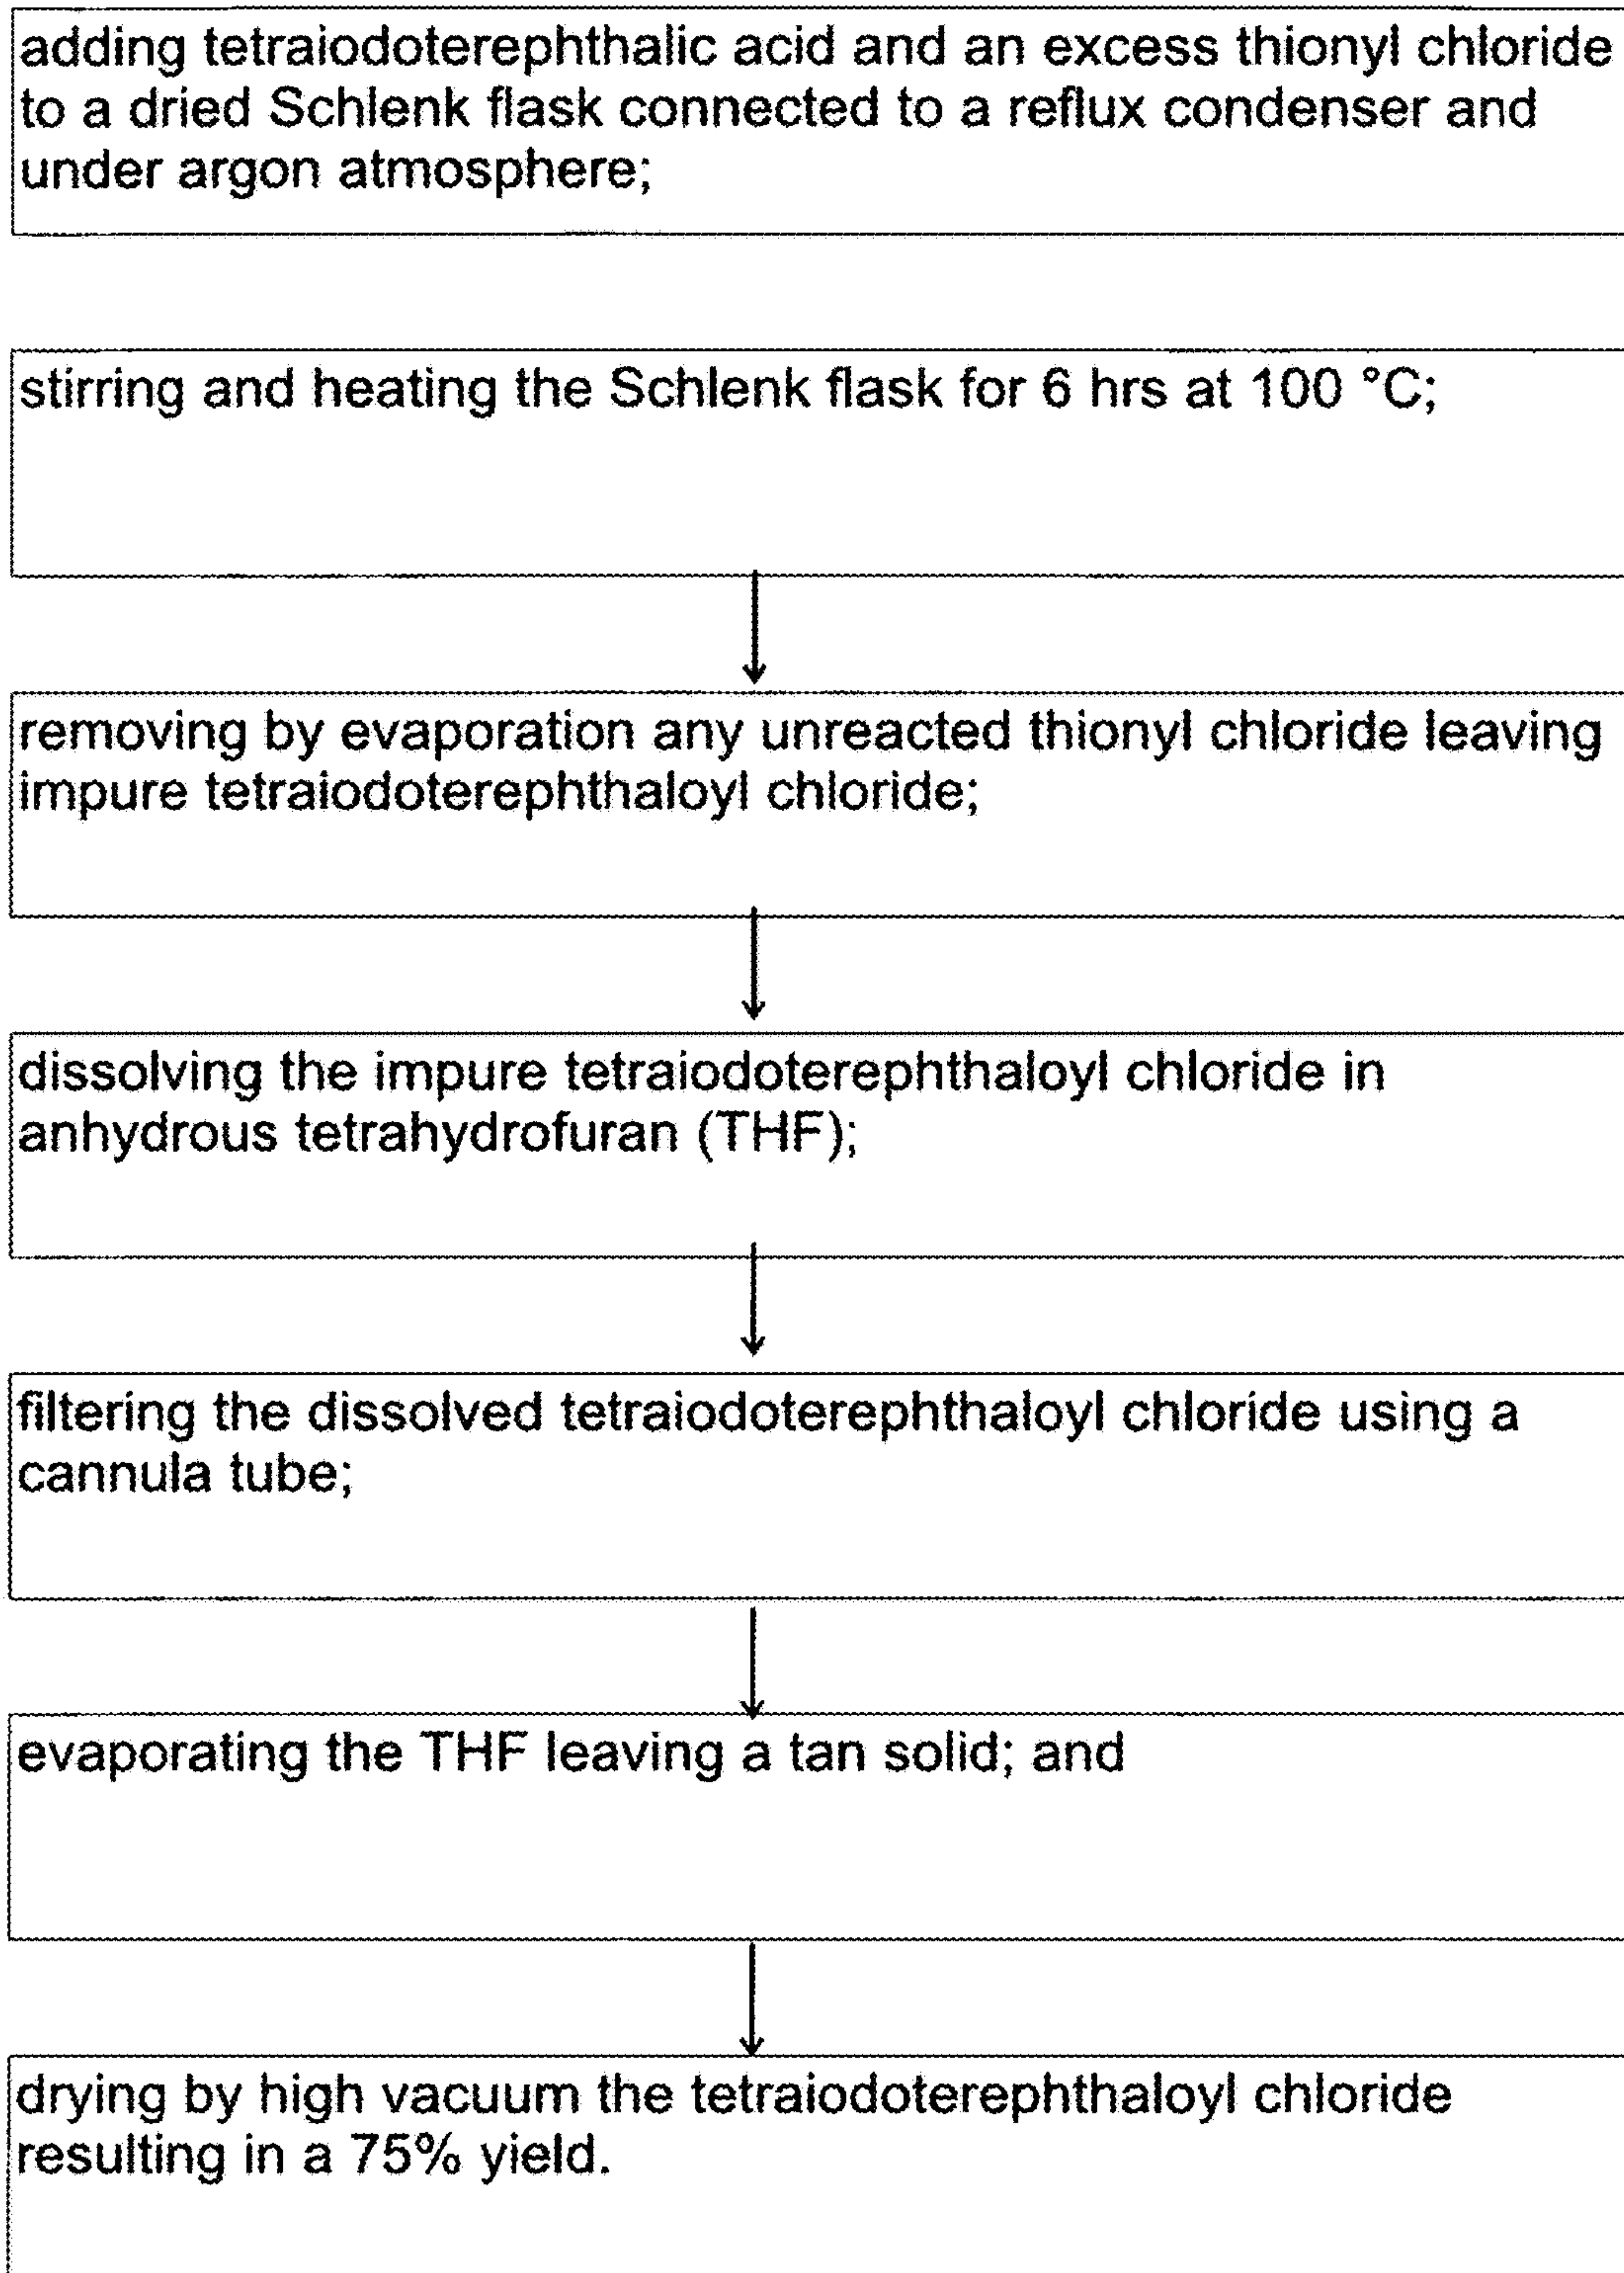 adding tetraiodoterephthalic acid and an excess thionyl chloride
to a dried Schlenk flask connected to a reflux condenser and
under argon atmosphere;
stirring and heating the Schlenk flask for 6 hrs at 100 °C;
removing by evaporation any unreacted thionyl chloride leaving
impure tetraiodoterephthaloyl chloride;
dissolving the impure tetraiodoterephthaloyl chloride in
anhydrous tetrahydrofuran (THF);
filtering the dissolved tetraiodoterephthaloyl chloride using a
cannula tube;
evaporating the THF leaving a tan solid; and
drying by high vacuum the tetraiodoterephthaloyl chloride
resulting in a 75% yield.